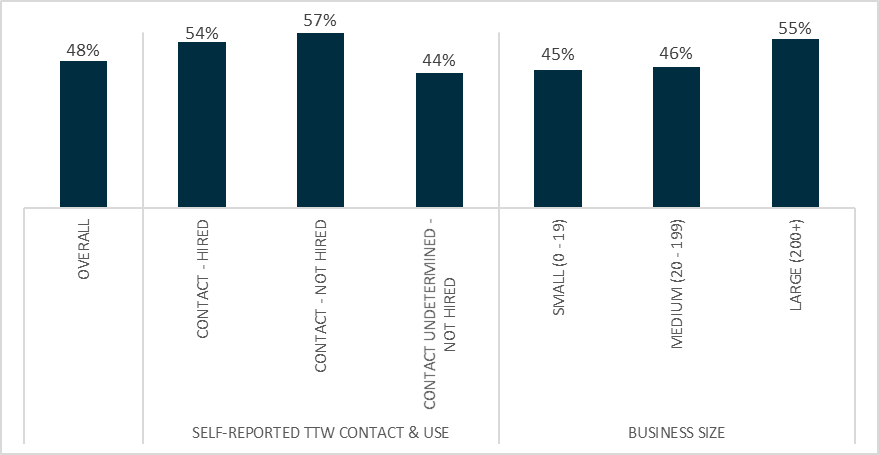 48%
54%
57%
44%
45%
46%
55%
OVERALL
CONTACT - HIRED
CONTACT - NOT HIRED
CONTACT UNDETERMINED -
NOT HIRED
SMALL (0 - 19)
MEDIUM (20 - 199)
LARGE (200+)
SELF-REPORTED TTW CONTACT & USE
BUSINESS SIZE